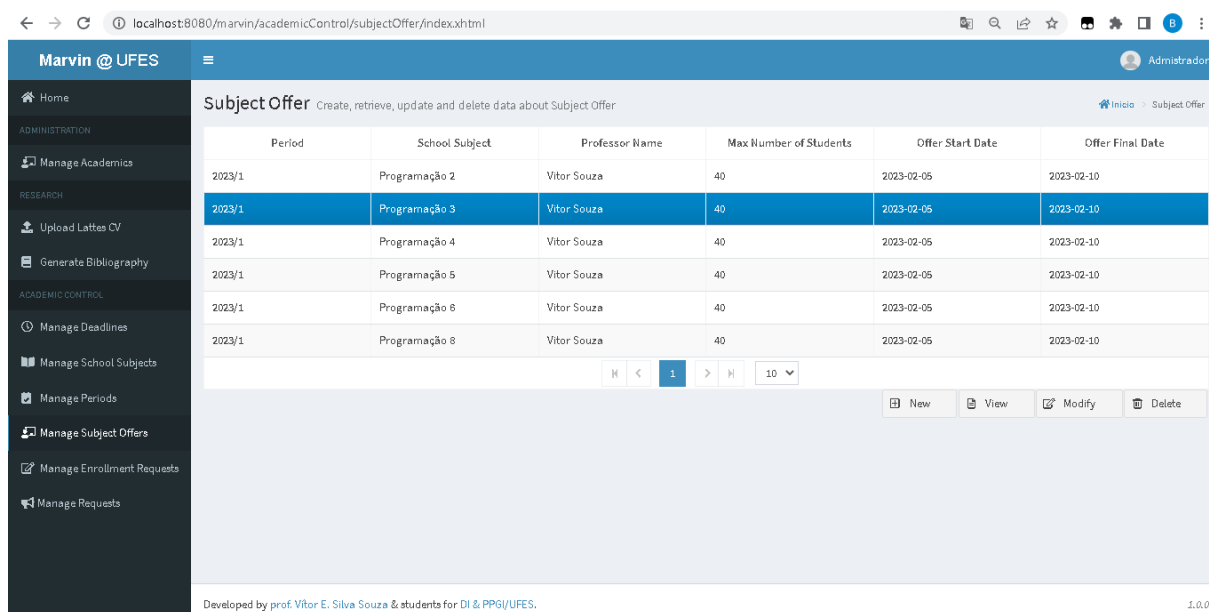 localhost:8080/marvin/academicControl/subjectOffer/index.xhtml
B
Marvin @ UFES
Admistrador
Home
ADMINISTRATION
Manage Academics
RESEARCH
Upload Lattes CV
Generate Bibliography
ACADEMIC CONTROL
Manage Deadlines
Manage School Subjects
Manage Periods
Manage Subject Offers
Manage Enrollment Requests
Manage Requests
Subject Offer Create, retrieve, update and delete data about Subject Offer
Inicio > Subject Offer
Period School Subject Professor Name Max Number of Students Offer Start Date Offer Final Date
2023/1 Programação 2 Vitor Souza 40 2023-02-05 2023-02-10
2023/1 Programação 3 Vitor Souza 40 2023-02-05 2023-02-10
2023/1 Programação 4 Vitor Souza 40 2023-02-05 2023-02-10
2023/1 Programação 5 Vitor Souza 40 2023-02-05 2023-02-10
2023/1 Programação 6 Vitor Souza 40 2023-02-05 2023-02-10
2023/1 Programação 8 Vitor Souza 40 2023-02-05 2023-02-10
1 10
New View Modify Delete
Developed by prof. Vítor E. Silva Souza & students for DI & PPGI/UFES.
1.0.0